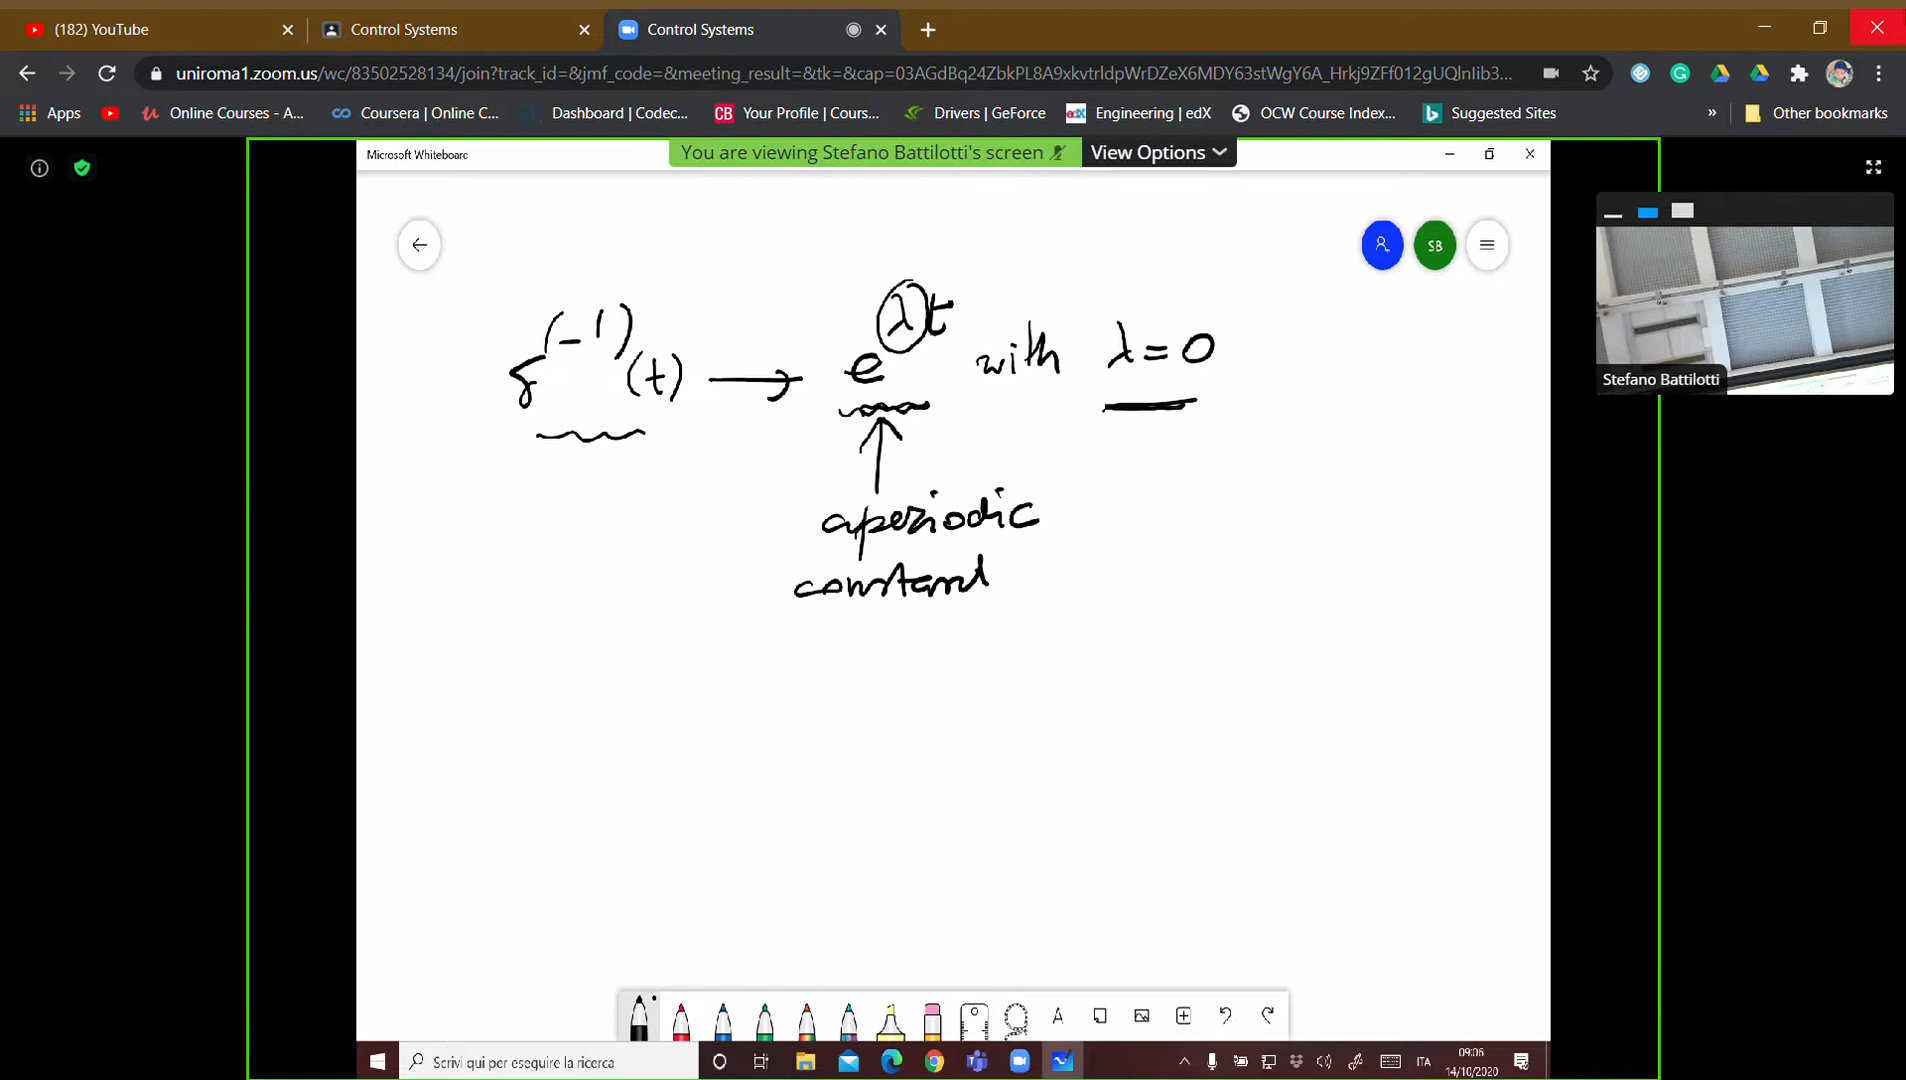 (182) YouTube
Control Systems
Control Systems
uniroma1.zoom.us/wc/83502528134/join?track_id=&jmf_code=&meeting_result=&tk=&cap=03AGdBq24ZbkPL8A9xkvtrldpWrDZeX6MDY63stWgY6A_Hrkj9ZFf012gUQlnIib3...
Apps
Online Courses - A...
Coursera | Online C...
Dashboard | Codec...
CB Your Profile | Cours...
Drivers | GeForce
edX Engineering | edX
OCW Course Index...
Suggested Sites
»
Other bookmarks
Microsoft Whiteboard
You are viewing Stefano Battilotti's screen
View Options
SB
Stefano Battilotti
δ^(-1)(t) → e^λt with λ = 0
aperiodic
constant
Scrivi qui per eseguire la ricerca
ITA
09:06
14/10/2020